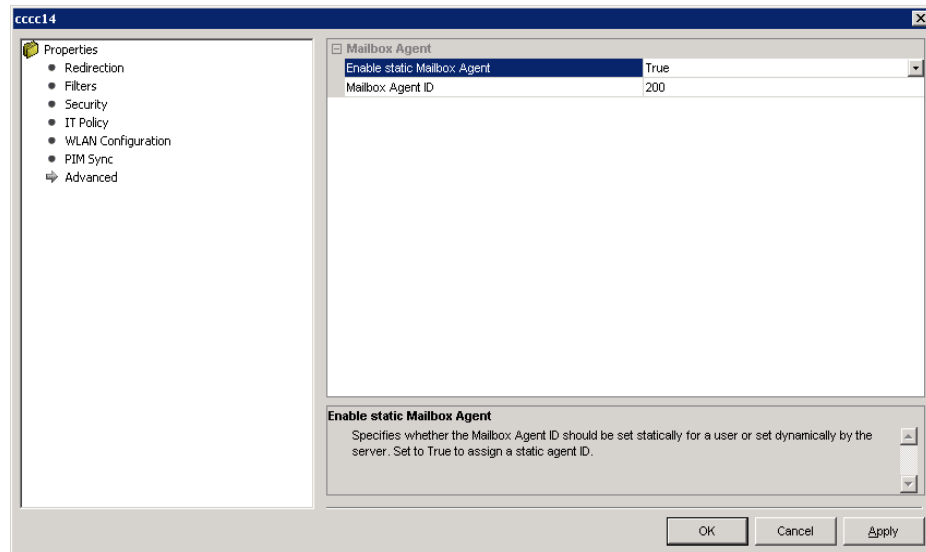 cccc14
Properties
Redirection
Filters
Security
IT Policy
WLAN Configuration
PIM Sync
Advanced
Mailbox Agent
Enable static Mailbox Agent True
Mailbox Agent ID 200
Enable static Mailbox Agent
Specifies whether the Mailbox Agent ID should be set statically for a user or set dynamically by the
server. Set to True to assign a static agent ID.
OK Cancel Apply